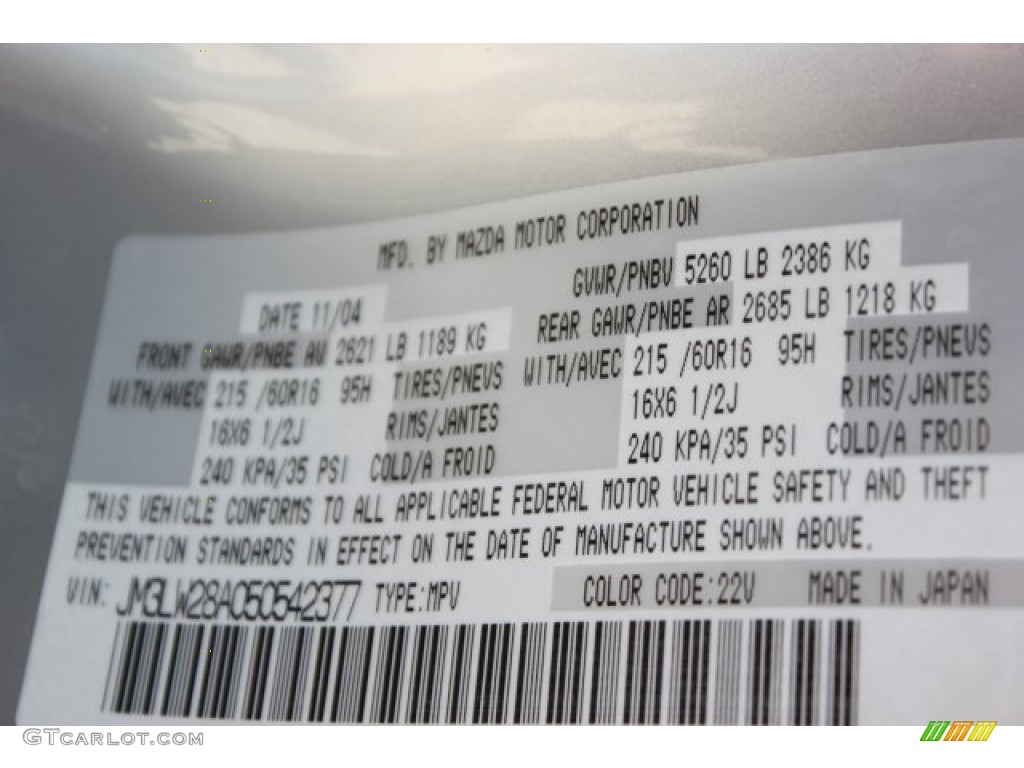 MFD. BY MAZDA MOTOR CORPORATION
DATE 11/04
GVWR/PNBV 5260 LB 2386 KG
FRONT GAWR/PNBE AV 2621 LB 1189 KG
REAR GAWR/PNBE AR 2685 LB 1218 KG
WITH/AVEC 215 /60R16 95H TIRES/PNEUS
WITH/AVEC 215 /60R16 95H TIRES/PNEUS
16X6 1/2J RIMS/JANTES
16X6 1/2J RIMS/JANTES
240 KPA/35 PSI COLD/A FROID
240 KPA/35 PSI COLD/A FROID
THIS VEHICLE CONFORMS TO ALL APPLICABLE FEDERAL MOTOR VEHICLE SAFETY AND THEFT
PREVENTION STANDARDS IN EFFECT ON THE DATE OF MANUFACTURE SHOWN ABOVE.
VIN: JM3LW28A050542377 TYPE:MPV COLOR CODE:22V MADE IN JAPAN
GTCARLOT.COM